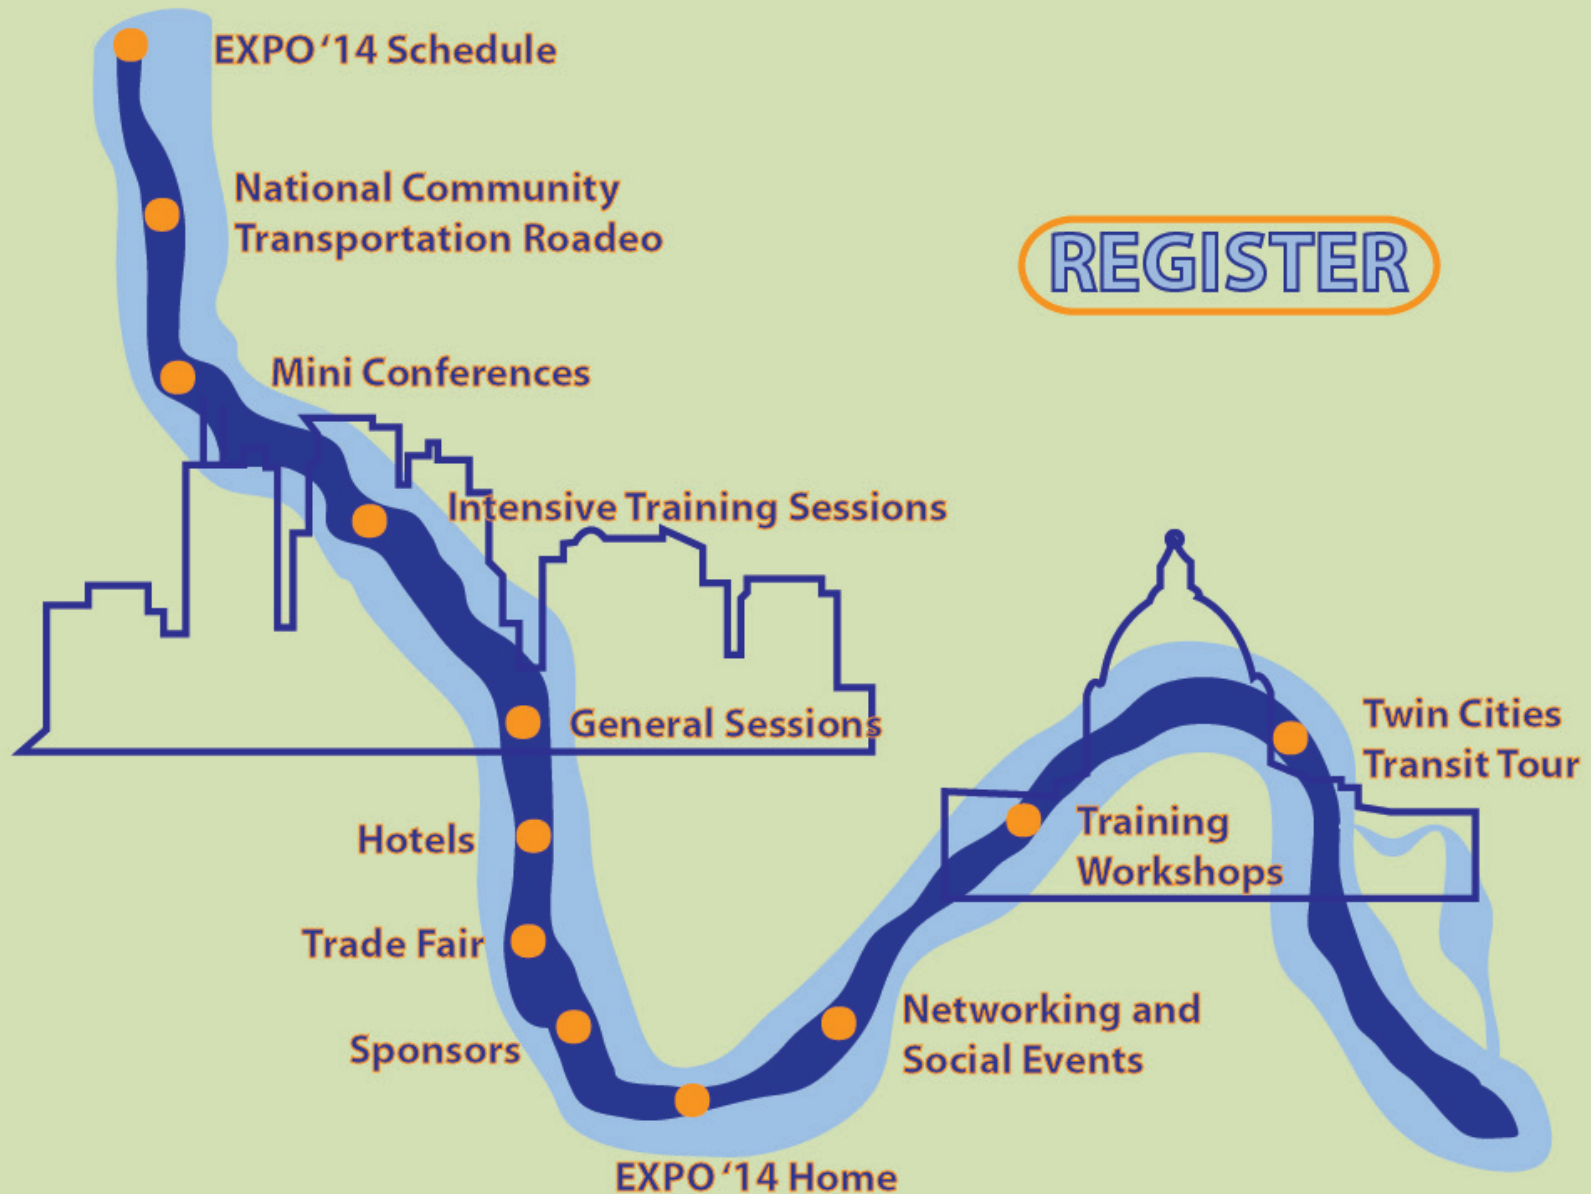 EXPO ‘14 Schedule
National Community
Transportation Roadeo
REGISTER
Mini Conferences
Intensive Training Sessions
General Sessions
Twin Cities
Transit Tour
Hotels
Training
Workshops
Trade Fair
Sponsors
Networking and
Social Events
EXPO ‘14 Home